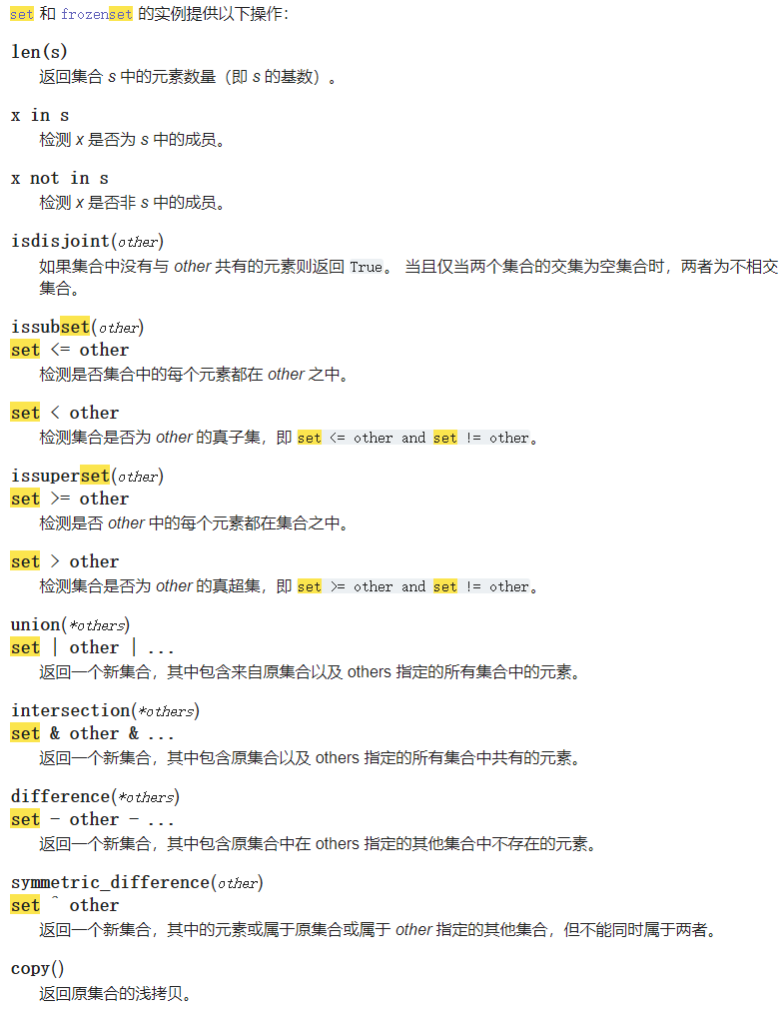 set 和 frozenset 的实例提供以下操作：
len(s)
返回集合 s 中的元素数量（即 s 的基数）。
x in s
检测 x 是否为 s 中的成员。
x not in s
检测 x 是否非 s 中的成员。
isdisjoint(other)
如果集合中没有与 other 共有的元素则返回 True。 当且仅当两个集合的交集为空集合时，两者为不相交
集合。
issubset(other)
set <= other
检测是否集合中的每个元素都在 other 之中。
set < other
检测集合是否为 other 的真子集，即 set <= other and set != other。
issuperset(other)
set >= other
检测是否 other 中的每个元素都在集合之中。
set > other
检测集合是否为 other 的真超集，即 set >= other and set != other。
union(*others)
set | other | ...
返回一个新集合，其中包含来自原集合以及 others 指定的所有集合中的元素。
intersection(*others)
set & other & ...
返回一个新集合，其中包含原集合以及 others 指定的所有集合中共有的元素。
difference(*others)
set - other - ...
返回一个新集合，其中包含原集合中在 others 指定的其他集合中不存在的元素。
symmetric_difference(other)
set ^ other
返回一个新集合，其中的元素或属于原集合或属于 other 指定的其他集合，但不能同时属于两者。
copy()
返回原集合的浅拷贝。